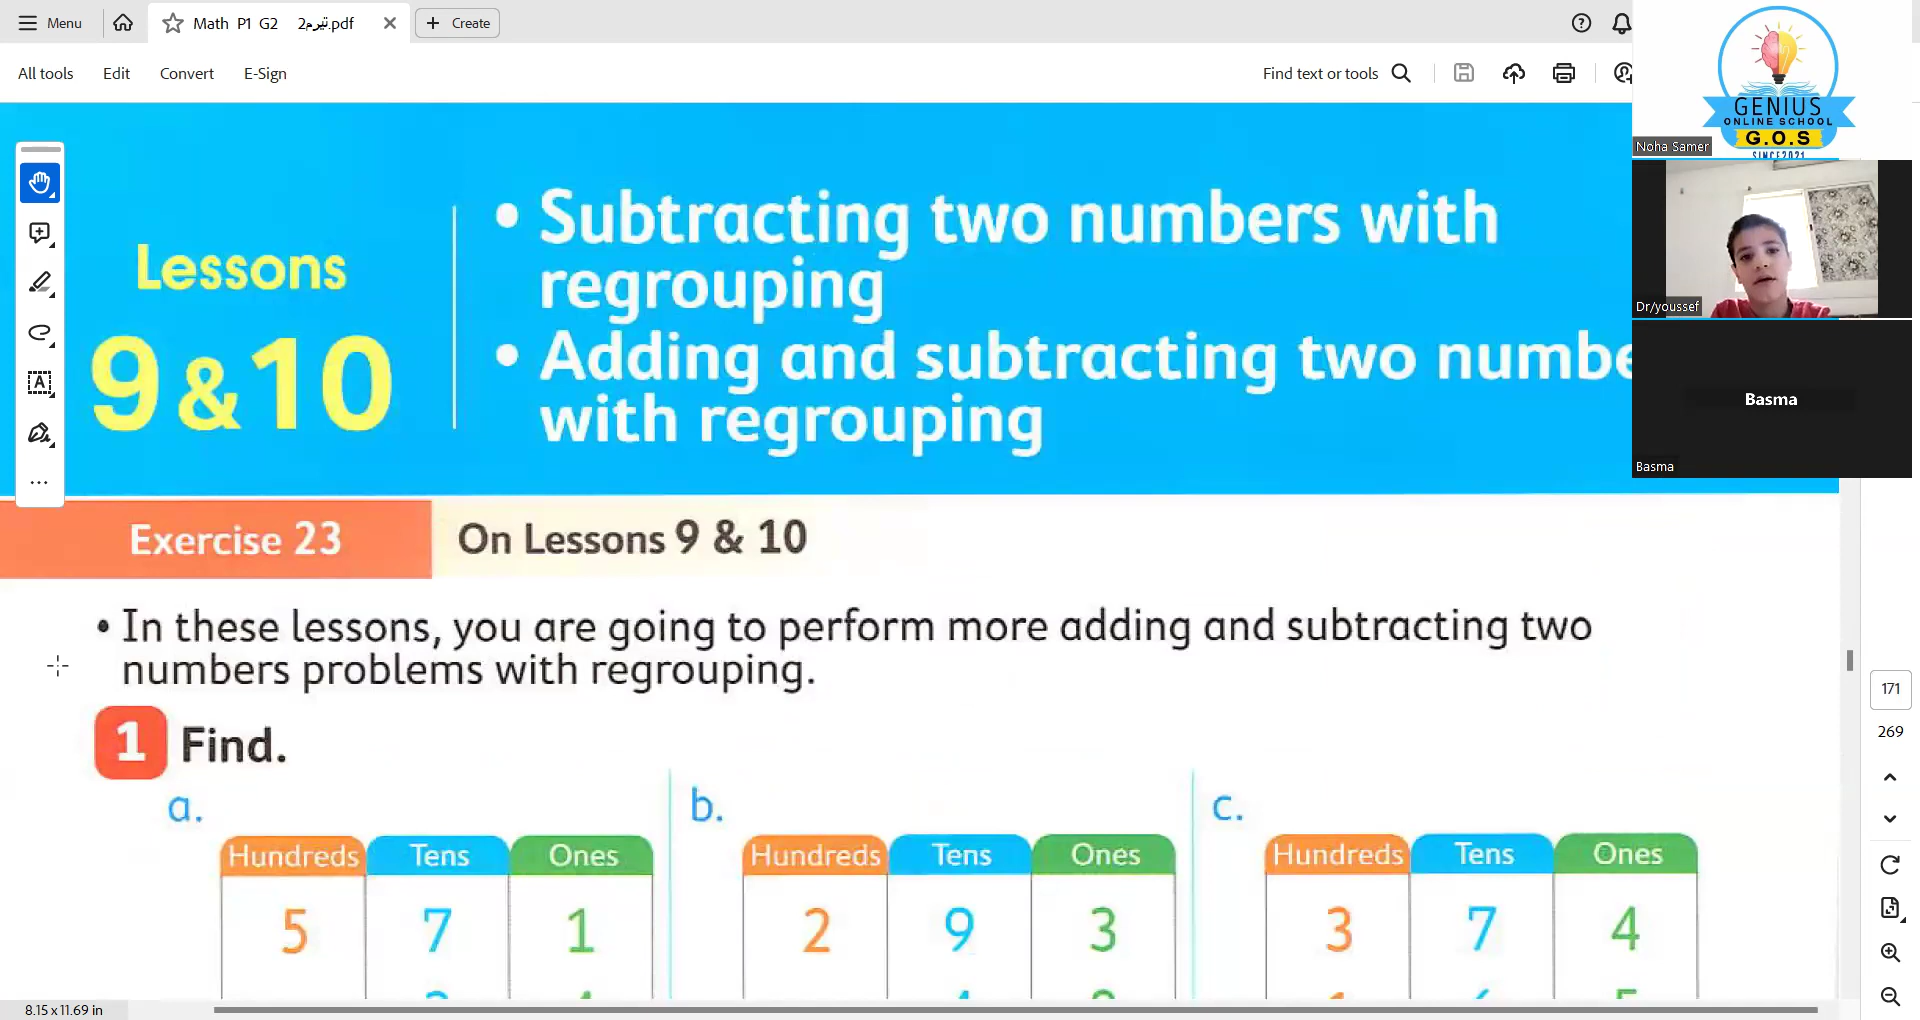 Menu
Math P1 G2 تيرم2.pdf
Create
All tools
Edit
Convert
E-Sign
Find text or tools
GENIUS
ONLINE SCHOOL
G.O.S
SINCE2021
Noha Samer
Dr/youssef
Basma
Basma
Lessons
9 & 10
• Subtracting two numbers with
regrouping
• Adding and subtracting two numbe
with regrouping
Exercise 23
On Lessons 9 & 10
• In these lessons, you are going to perform more adding and subtracting two
numbers problems with regrouping.
1 Find.
a.
Hundreds Tens Ones
5 7 1
b.
Hundreds Tens Ones
2 9 3
c.
Hundreds Tens Ones
3 7 4
171
269
8.15 x 11.69 in